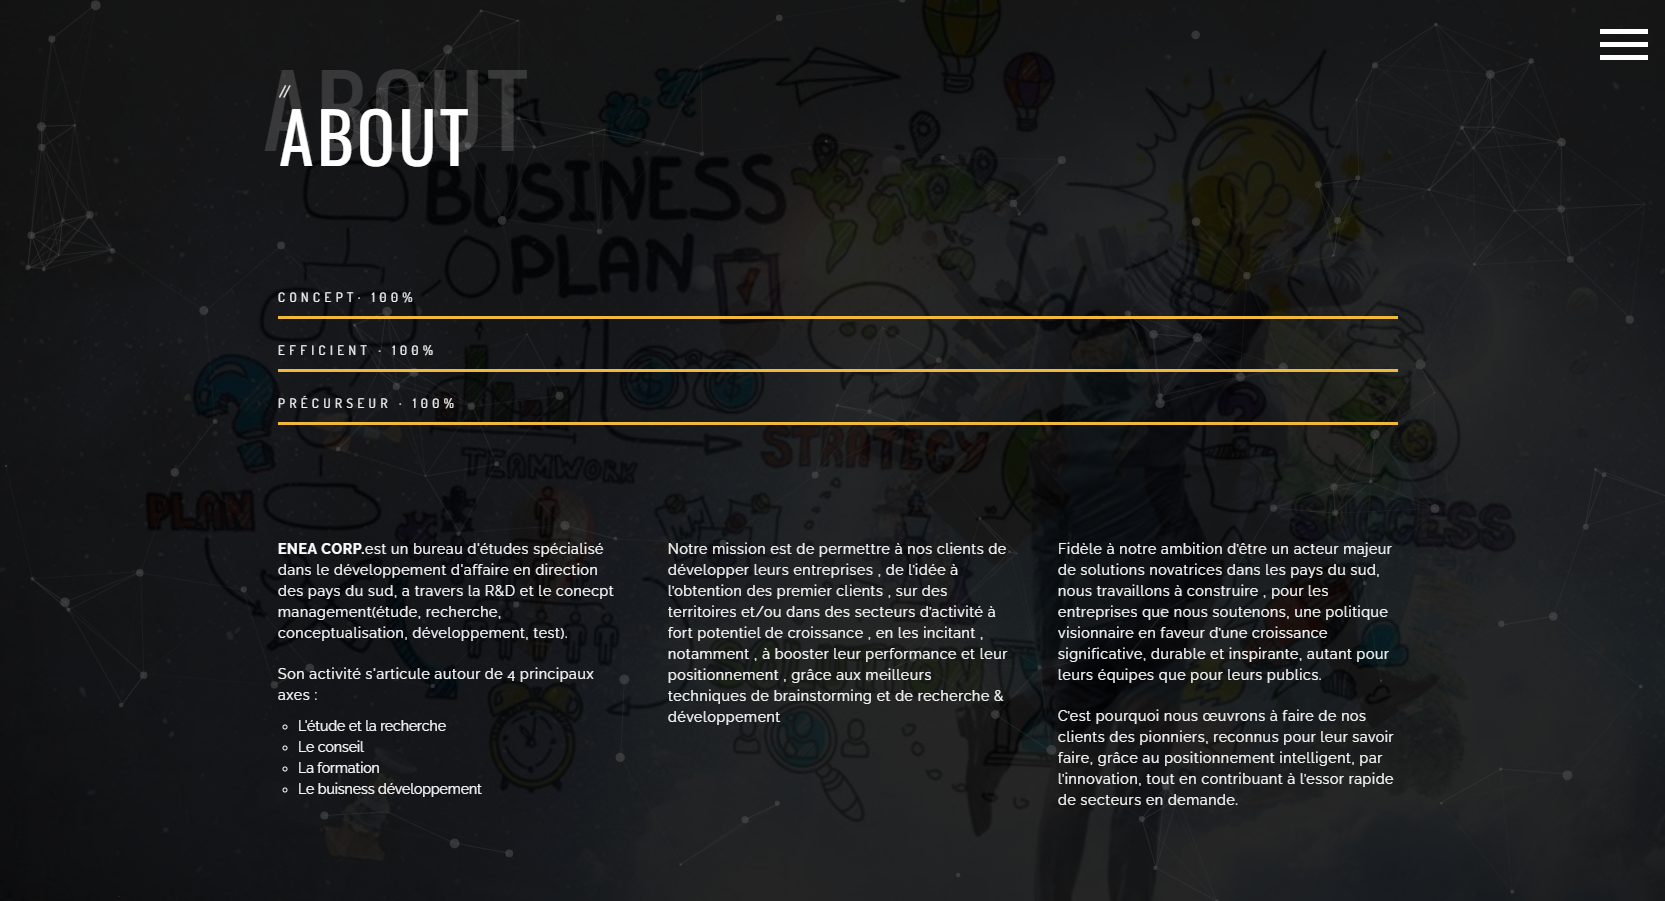 ABOUT
//
ABOUT
BUSINESS
PLAN
CONCEPT· 100%
EFFICIENT · 100%
PRÉCURSEUR · 100%
STRATEGY
TEAMWORK
PLAN
SUCCESS
ENEA CORP.est un bureau d'études spécialisé
dans le développement d'affaire en direction
des pays du sud, a travers la R&D et le conecpt
management(étude, recherche,
conceptualisation, développement, test).
Son activité s'articule autour de 4 principaux
axes :
L'étude et la recherche
Le conseil
La formation
Le buisness développement
Notre mission est de permettre à nos clients de
développer leurs entreprises , de l'idée à
l'obtention des premier clients , sur des
territoires et/ou dans des secteurs d'activité à
fort potentiel de croissance , en les incitant ,
notamment , à booster leur performance et leur
positionnement , grâce aux meilleurs
techniques de brainstorming et de recherche &
développement
Fidèle à notre ambition d'être un acteur majeur
de solutions novatrices dans les pays du sud,
nous travaillons à construire , pour les
entreprises que nous soutenons, une politique
visionnaire en faveur d'une croissance
significative, durable et inspirante, autant pour
leurs équipes que pour leurs publics.
C'est pourquoi nous œuvrons à faire de nos
clients des pionniers, reconnus pour leur savoir
faire, grâce au positionnement intelligent, par
l'innovation, tout en contribuant à l'essor rapide
de secteurs en demande.